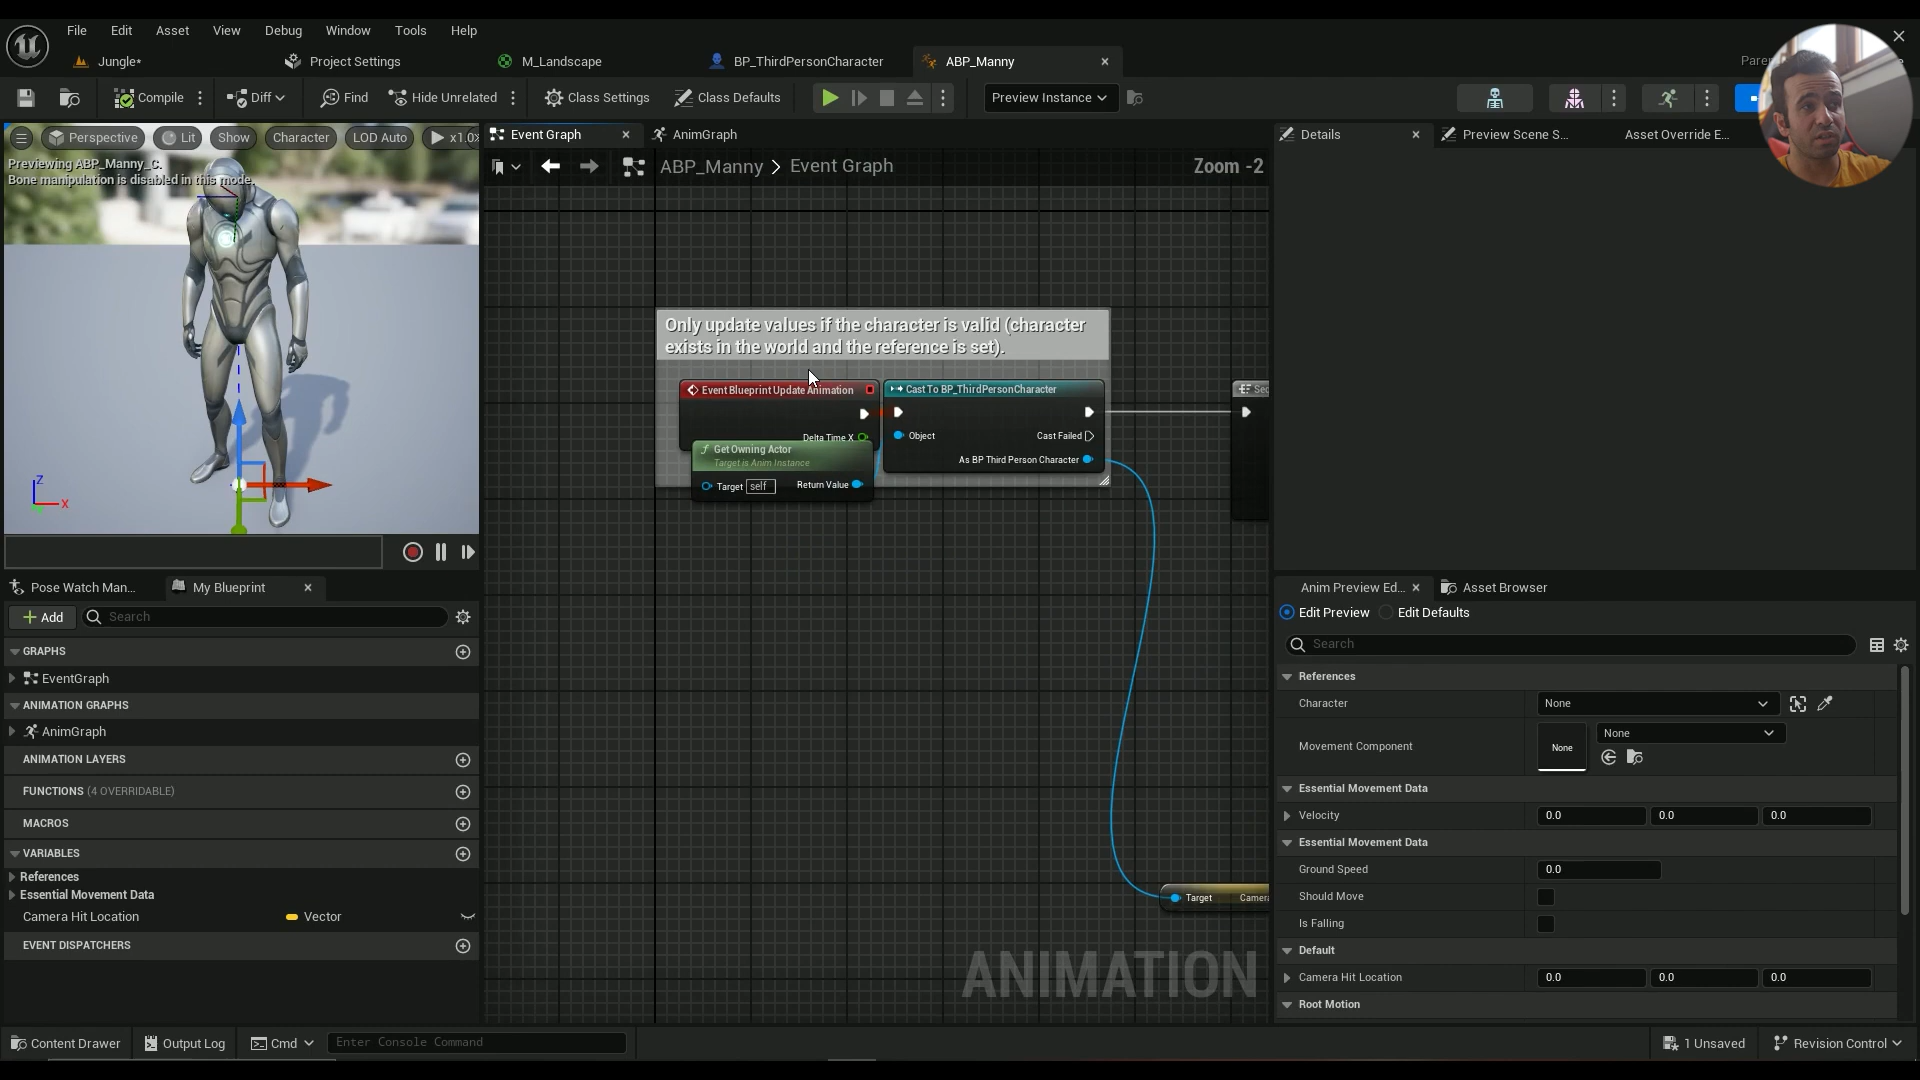 File Edit Asset View Debug Window Tools Help
Jungle* Project Settings M_Landscape BP_ThirdPersonCharacter ABP_Manny
Compile Diff Find Hide Unrelated Class Settings Class Defaults Preview Instance
Perspective Lit Show Character LOD Auto x1.0
Previewing ABP_Manny_C.
Bone manipulation is disabled in this mode.
Z
X
Pose Watch Man... My Blueprint
Add Search
GRAPHS
EventGraph
ANIMATION GRAPHS
AnimGraph
ANIMATION LAYERS
FUNCTIONS (4 OVERRIDABLE)
MACROS
VARIABLES
References
Essential Movement Data
Camera Hit Location Vector
EVENT DISPATCHERS
Event Graph AnimGraph
ABP_Manny > Event Graph Zoom -2
Only update values if the character is valid (character
exists in the world and the reference is set).
Event Blueprint Update Animation
Delta Time X
Get Owning Actor
Target is Anim Instance
Target self Return Value
Cast To BP_ThirdPersonCharacter
Object Cast Failed
As BP Third Person Character
Target
ANIMATION
Details Preview Scene S... Asset Override E...
Anim Preview Ed... Asset Browser
Edit Preview Edit Defaults
Search
References
Character None
Movement Component None None
Essential Movement Data
Velocity 0.0 0.0 0.0
Essential Movement Data
Ground Speed 0.0
Should Move
Is Falling
Default
Camera Hit Location 0.0 0.0 0.0
Root Motion
Content Drawer Output Log Cmd Enter Console Command 1 Unsaved Revision Control